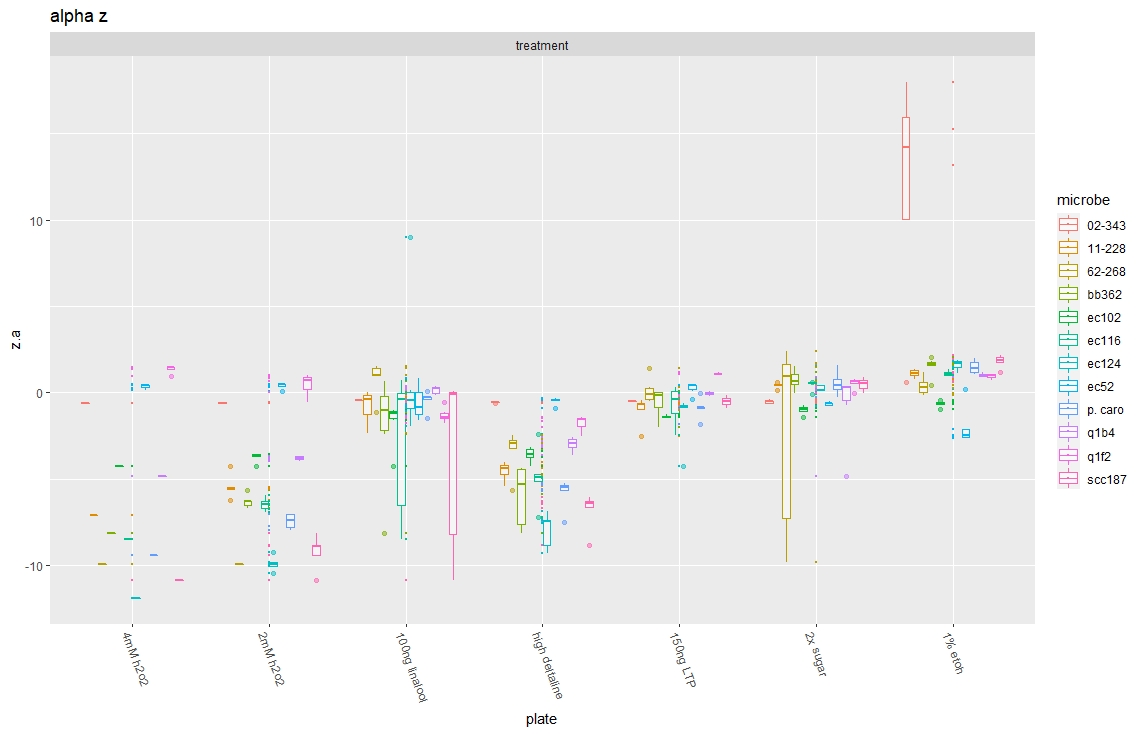 alpha z
treatment
z.a
10
0
-10
4mM h2o2
2mM h2o2
100ng linalool
high deltaline
150ng LTP
2x sugar
1% etoh
plate
microbe
02-343
11-228
62-268
bb362
ec102
ec116
ec124
ec52
p. caro
q1b4
q1f2
scc187